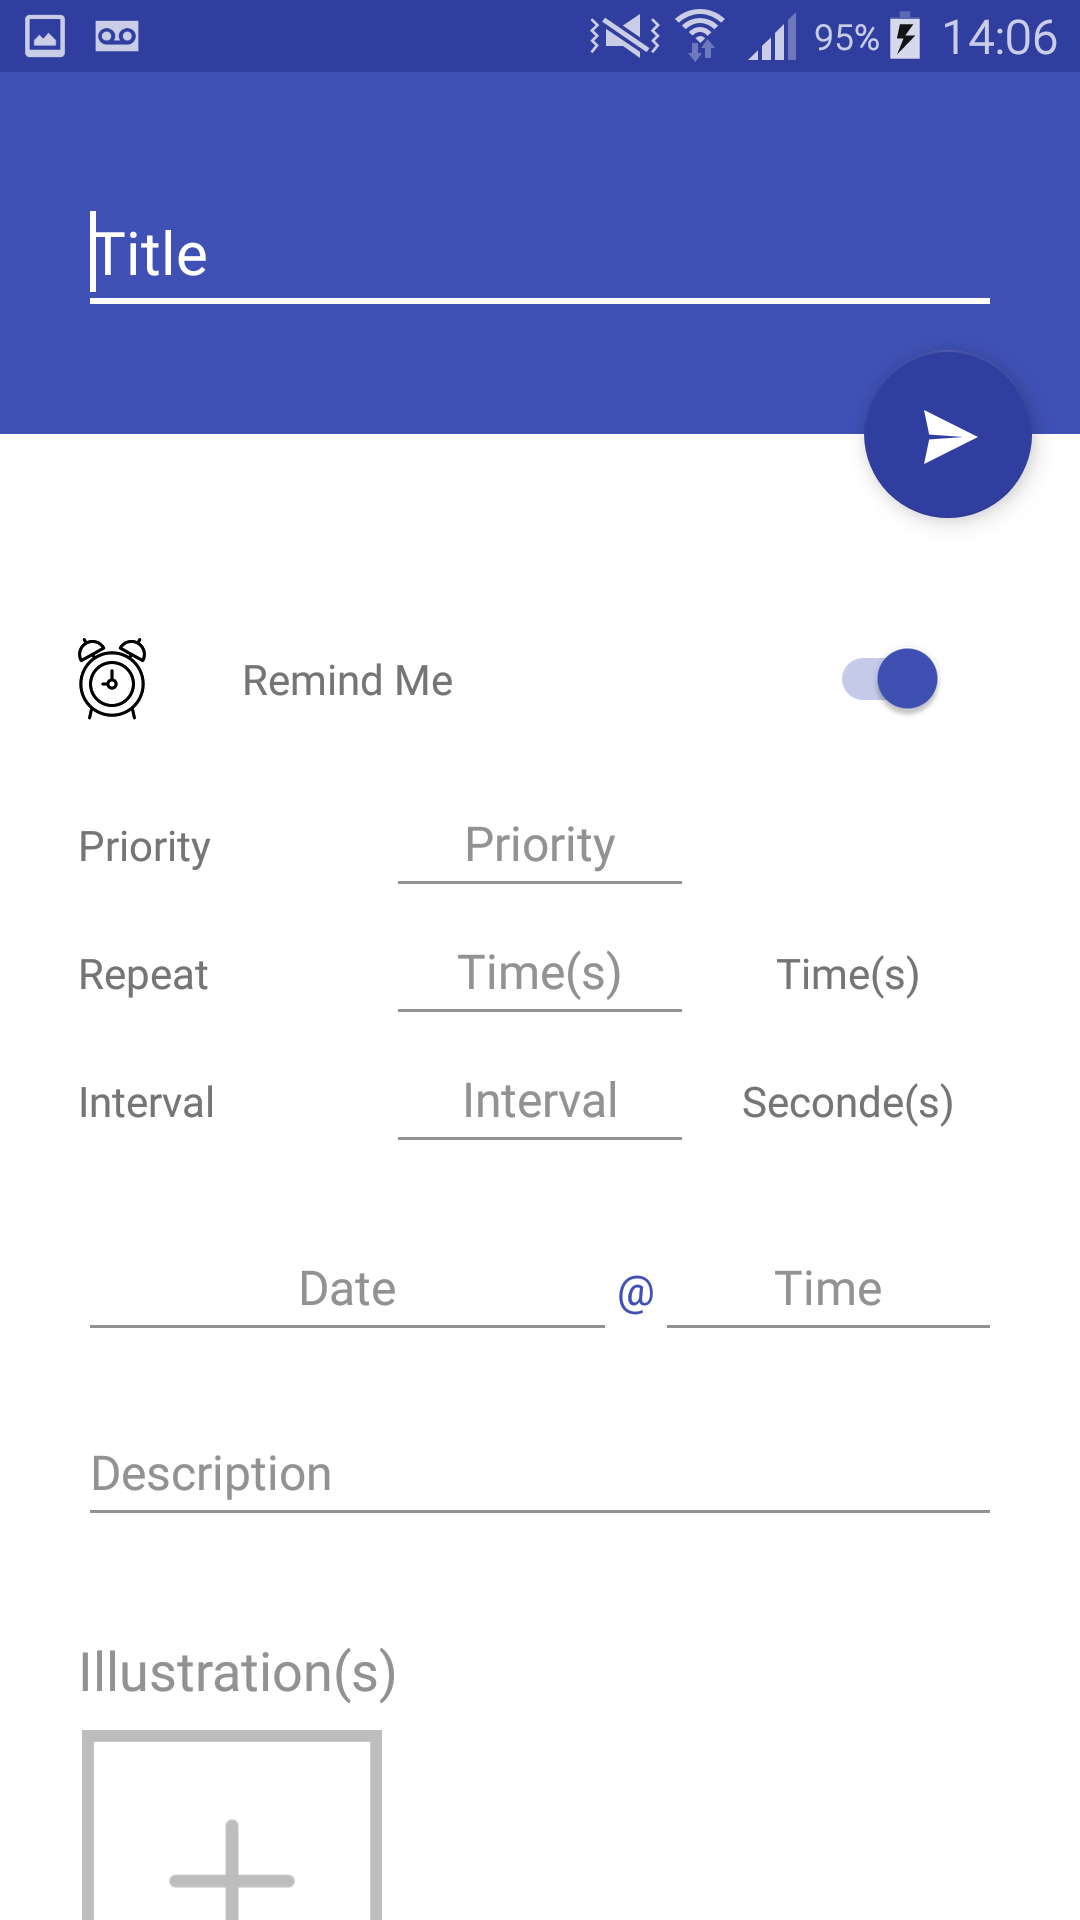 95% 14:06
Title
Remind Me
Priority Priority
Repeat Time(s) Time(s)
Interval Interval Seconde(s)
Date @ Time
Description
Illustration(s)